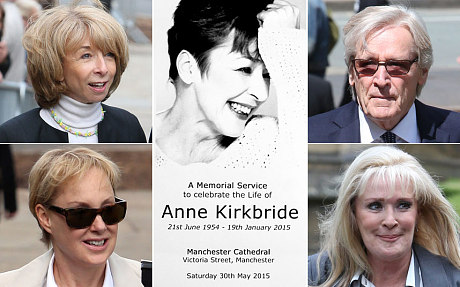 A Memorial Service
to celebrate the Life of
Anne Kirkbride
21st June 1954 - 19th January 2015
Manchester Cathedral
Victoria Street, Manchester
Saturday 30th May 2015